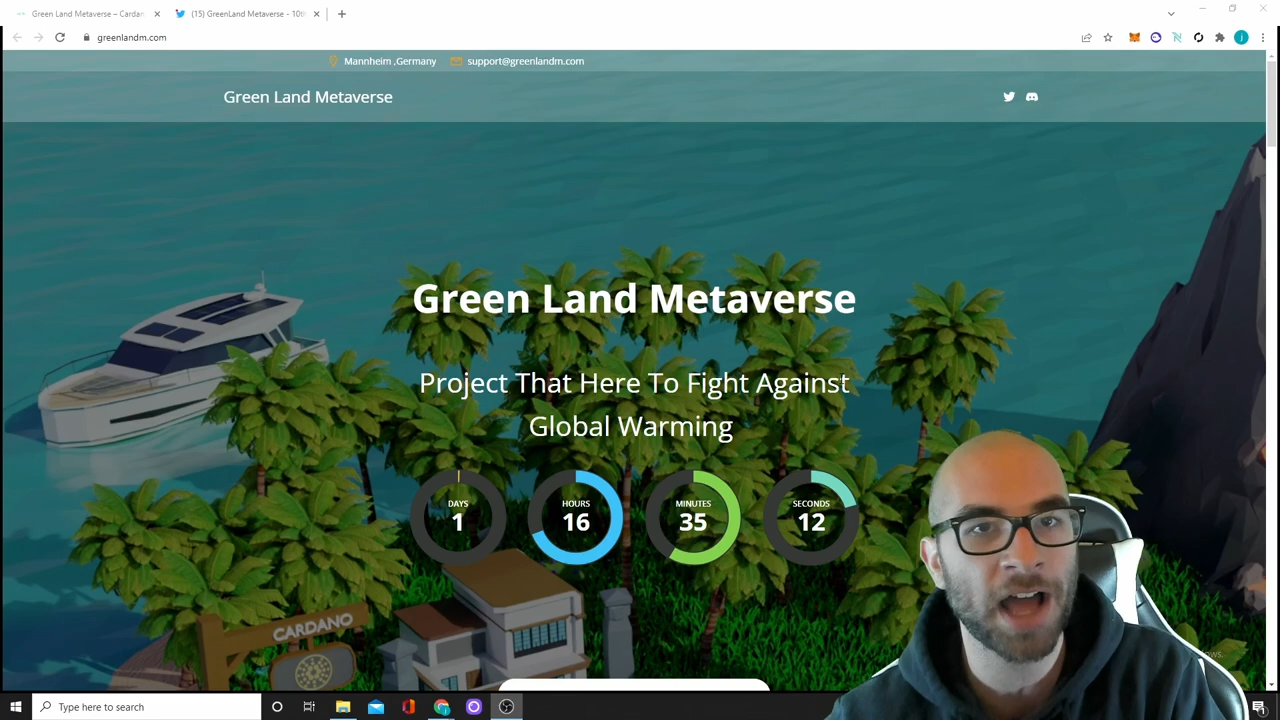 Green Land Metaverse – Cardan
(15) GreenLand Metaverse - 10th
greenlandm.com
j
Mannheim ,Germany
support@greenlandm.com
Green Land Metaverse
Green Land Metaverse
Project That Here To Fight Against
Global Warming
DAYS
1
HOURS
16
MINUTES
35
SECONDS
12
CARDANO
Type here to search